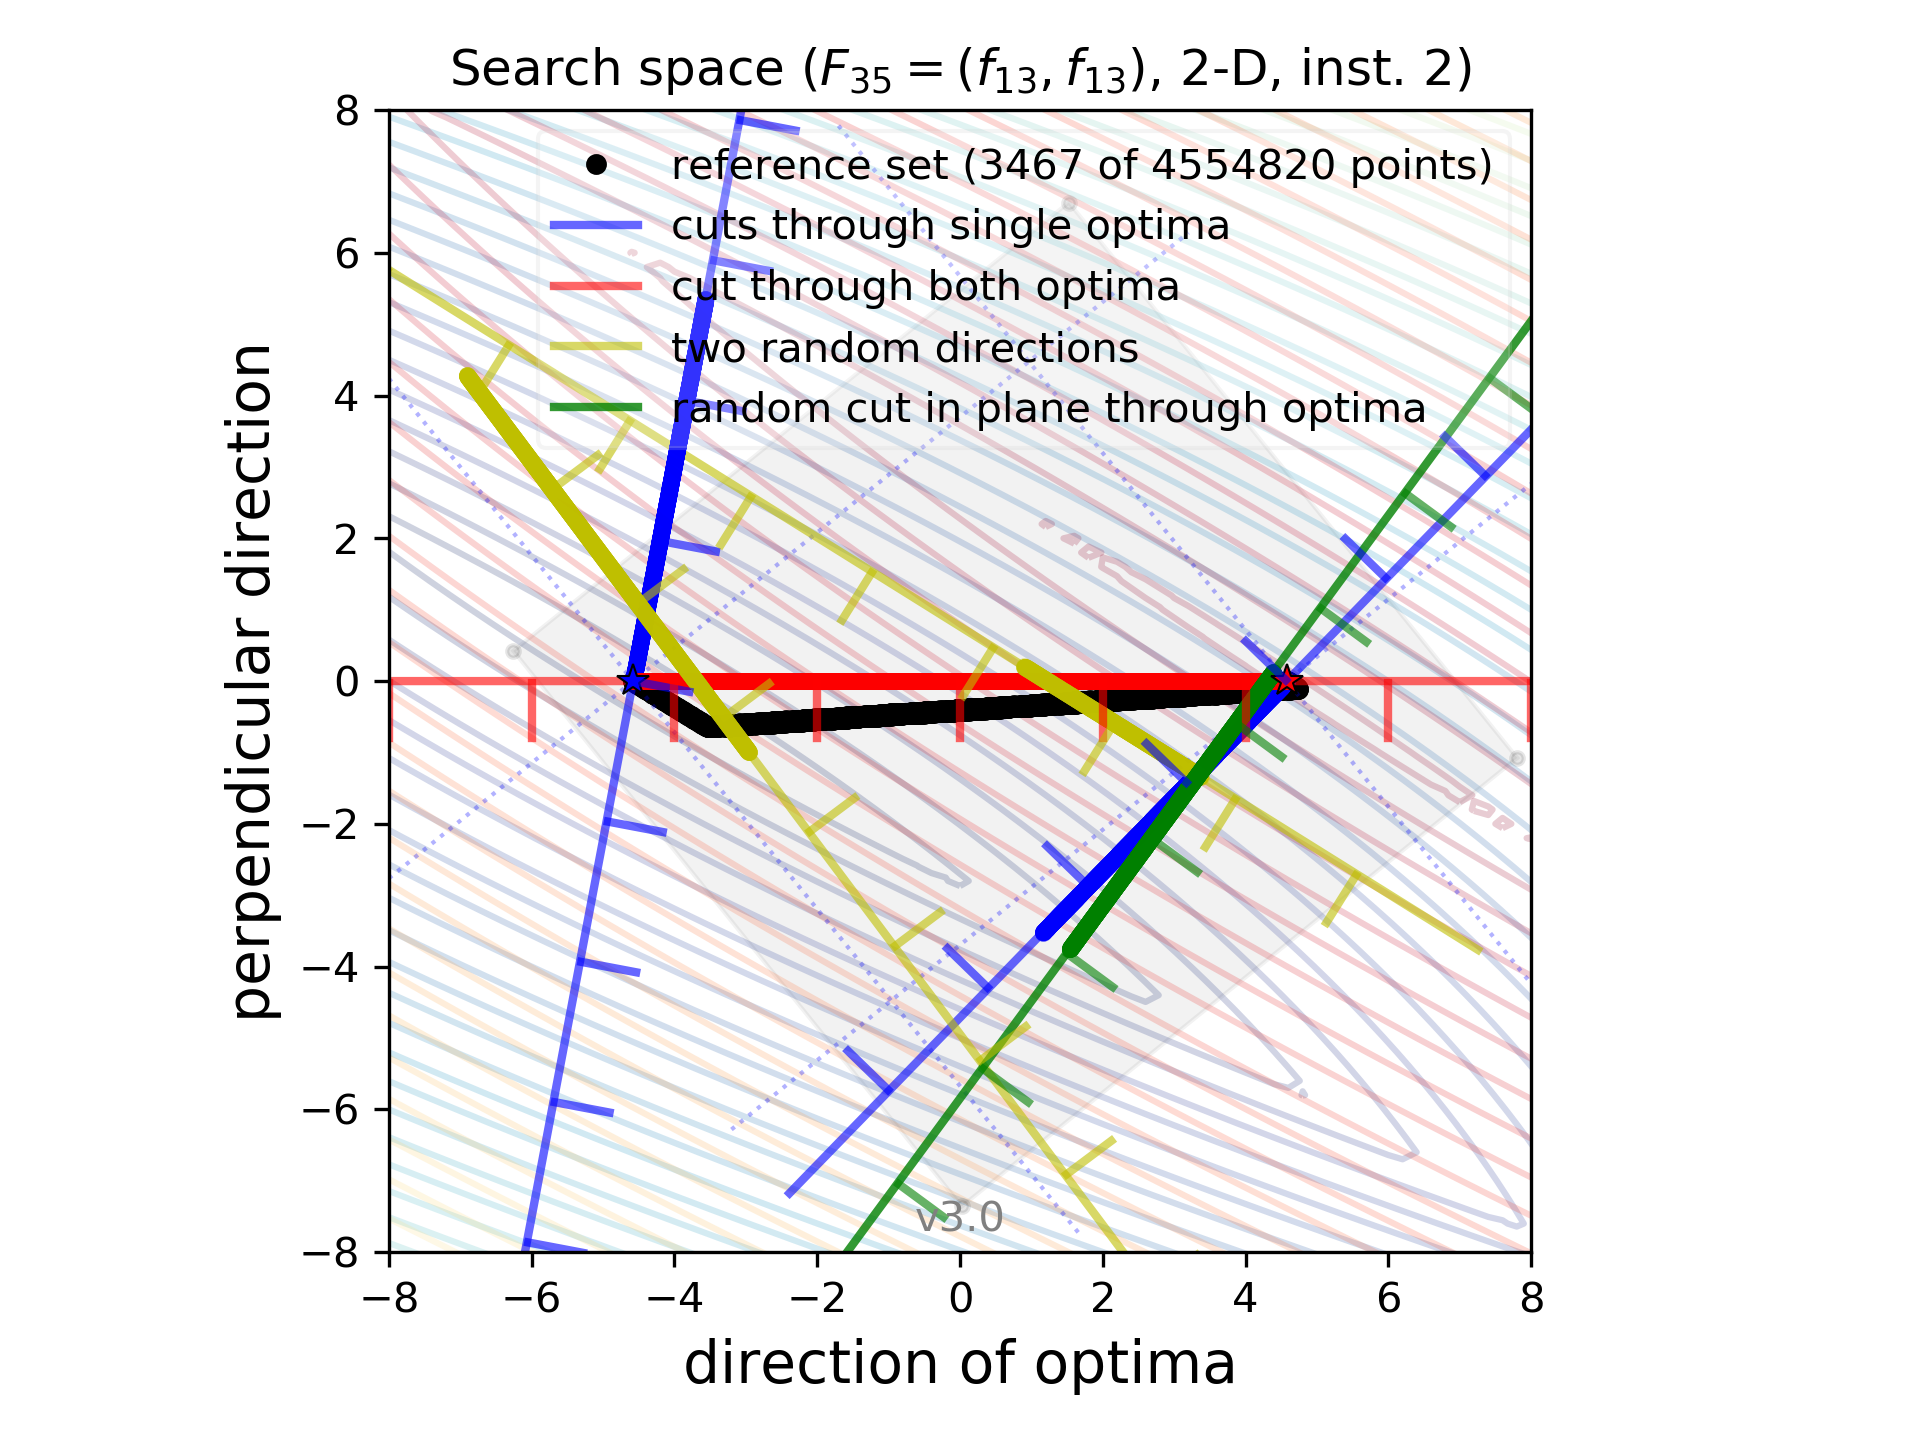 Search space (F35 = (f13, f13), 2-D, inst. 2)
8
6
4
2
0
−2
−4
−6
−8
perpendicular direction
reference set (3467 of 4554820 points)
cuts through single optima
cut through both optima
two random directions
random cut in plane through optima
v3.0
−8 −6 −4 −2 0 2 4 6 8
direction of optima